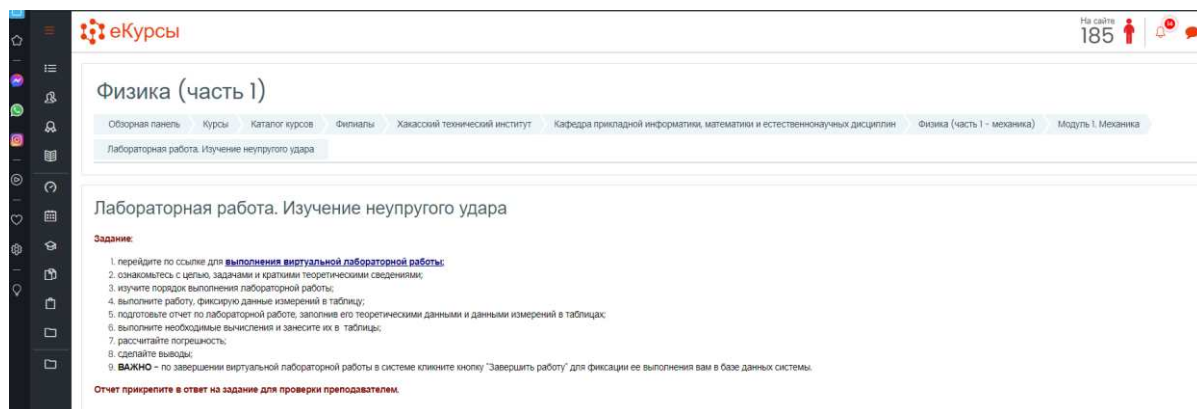 еКурсы
На сайте
185
14
Физика (часть 1)
Обзорная панель Курсы Каталог курсов Филиалы Хакасский технический институт Кафедра прикладной информатики, математики и естественнонаучных дисциплин Физика (часть 1 - механика) Модуль 1. Механика
Лабораторная работа. Изучение неупругого удара
Лабораторная работа. Изучение неупругого удара
Задание:
1. перейдите по ссылке для выполнения виртуальной лабораторной работы;
2. ознакомьтесь с целью, задачами и краткими теоретическими сведениями;
3. изучите порядок выполнения лабораторной работы;
4. выполните работу, фиксируя данные измерений в таблицу;
5. подготовьте отчет по лабораторной работе, заполнив его теоретическими данными и данными измерений в таблицах;
6. выполните необходимые вычисления и занесите их в таблицы;
7. рассчитайте погрешность;
8. сделайте выводы;
9. ВАЖНО - по завершении виртуальной лабораторной работы в системе кликните кнопку "Завершить работу" для фиксации ее выполнения вам в базе данных системы.
Отчет прикрепите в ответ на задание для проверки преподавателем.